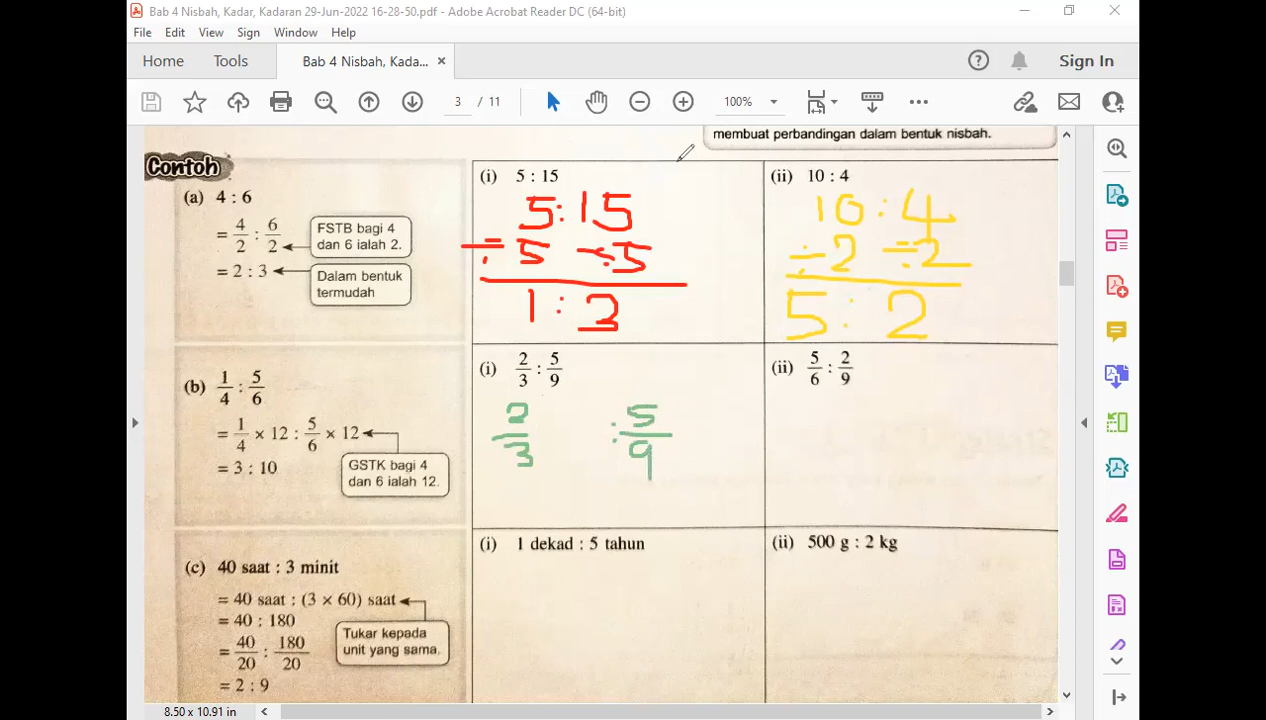 Bab 4 Nisbah, Kadar, Kadaran 29-Jun-2022 16-28-50.pdf - Adobe Acrobat Reader DC (64-bit)
File Edit View Sign Window Help
Home Tools Bab 4 Nisbah, Kada... × Sign In
3 / 11 100%
membuat perbandingan dalam bentuk nisbah.
Contoh
(a) 4 : 6
= 4/2 : 6/2
FSTB bagi 4
dan 6 ialah 2.
= 2 : 3
Dalam bentuk
termudah
(i) 5 : 15
5 : 15
÷ 5 ÷ 5
1 : 3
(ii) 10 : 4
10 : 4
÷ 2 ÷ 2
5 : 2
(b) 1/4 : 5/6
= 1/4 × 12 : 5/6 × 12
= 3 : 10
GSTK bagi 4
dan 6 ialah 12.
(i) 2/3 : 5/9
2/3 : 5/9
(ii) 5/6 : 2/9
(c) 40 saat : 3 minit
= 40 saat : (3 × 60) saat
= 40 : 180
= 40/20 : 180/20
= 2 : 9
Tukar kepada
unit yang sama.
(i) 1 dekad : 5 tahun
(ii) 500 g : 2 kg
8.50 x 10.91 in